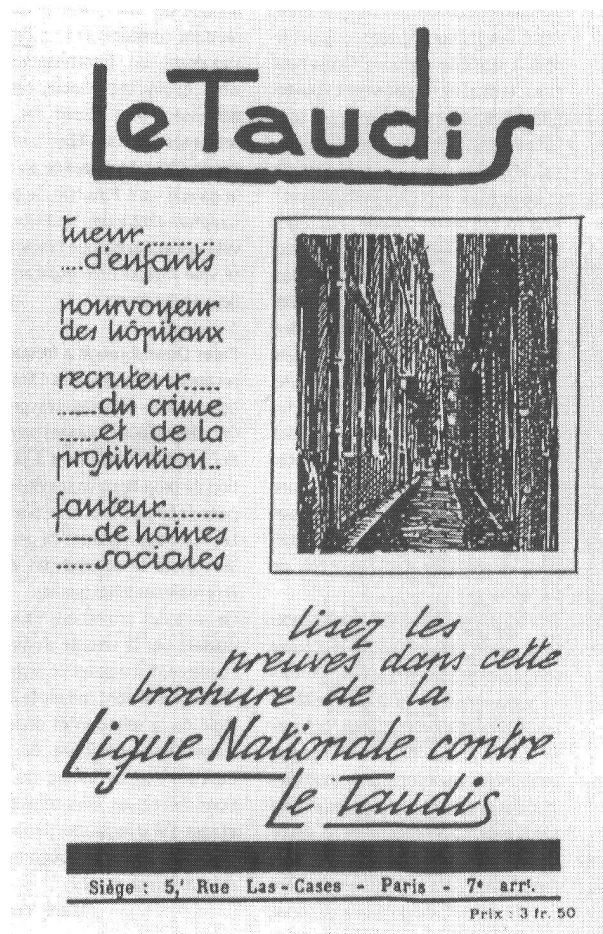 Le Taudis
tueur..........
....d'enfants
pourvoyeur
des hôpitaux
recruteur.....
......du crime
.....et de la
prostitution..
fauteur.........
.....de haines
.....sociales
lisez les
preuves dans cette
brochure de la
Ligue Nationale contre
Le Taudis
Siège : 5, Rue Las-Cases - Paris - 7e arrt.
Prix : 3 fr. 50